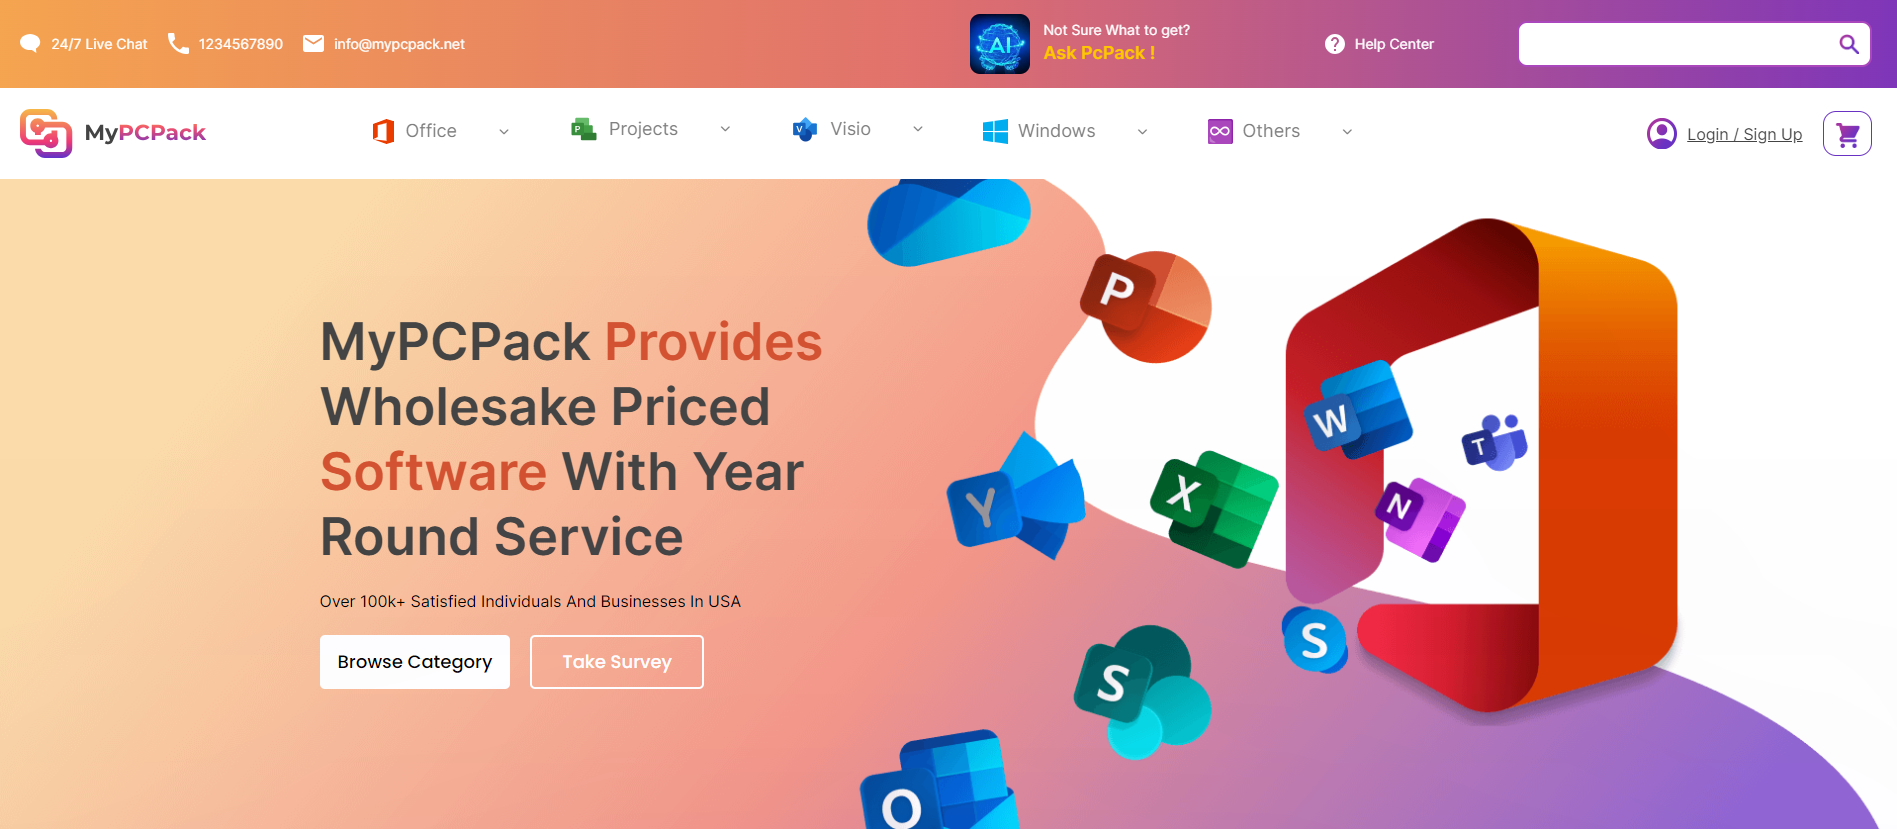 24/7 Live Chat
1234567890
info@mypcpack.net
AI
Not Sure What to get?
Ask PcPack !
Help Center
MyPCPack
Office
P
Projects
V
Visio
Windows
Others
Login / Sign Up
MyPCPack Provides
Wholesake Priced
Software With Year
Round Service
Over 100k+ Satisfied Individuals And Businesses In USA
Browse Category
Take Survey
P
W
T
Y
X
N
S
S
O